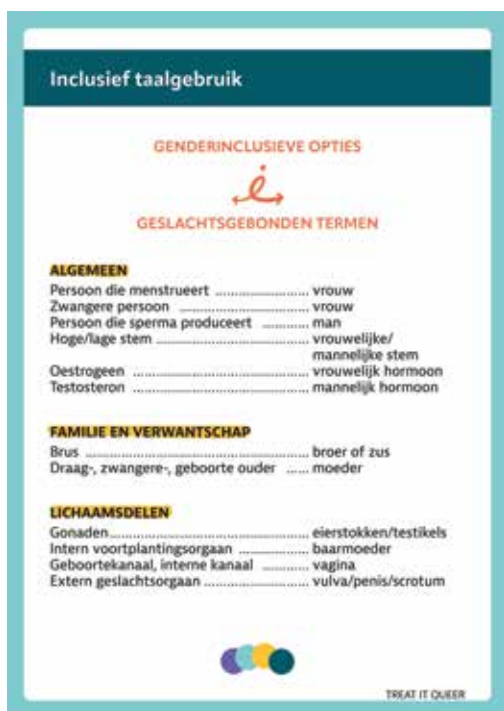 Inclusief taalgebruik
GENDERINCLUSIEVE OPTIES
GESLACHTSGEBONDEN TERMEN
ALGEMEEN
Persoon die menstrueert ........................ vrouw
Zwangere persoon ................................. vrouw
Persoon die sperma produceert ............ man
Hoge/lage stem ....................................... vrouwelijke/
mannelijke stem
Oestrogeen ............................................. vrouwelijk hormoon
Testosteron ............................................. mannelijk hormoon
FAMILIE EN VERWANTSCHAP
Brus ......................................................... broer of zus
Draag-, zwangere-, geboorte ouder ...... moeder
LICHAAMSDELEN
Gonaden................................................... eierstokken/testikels
Intern voortplantingsorgaan .................. baarmoeder
Geboortekanaal, interne kanaal ............ vagina
Extern geslachtsorgaan ........................... vulva/penis/scrotum
TREAT IT QUEER